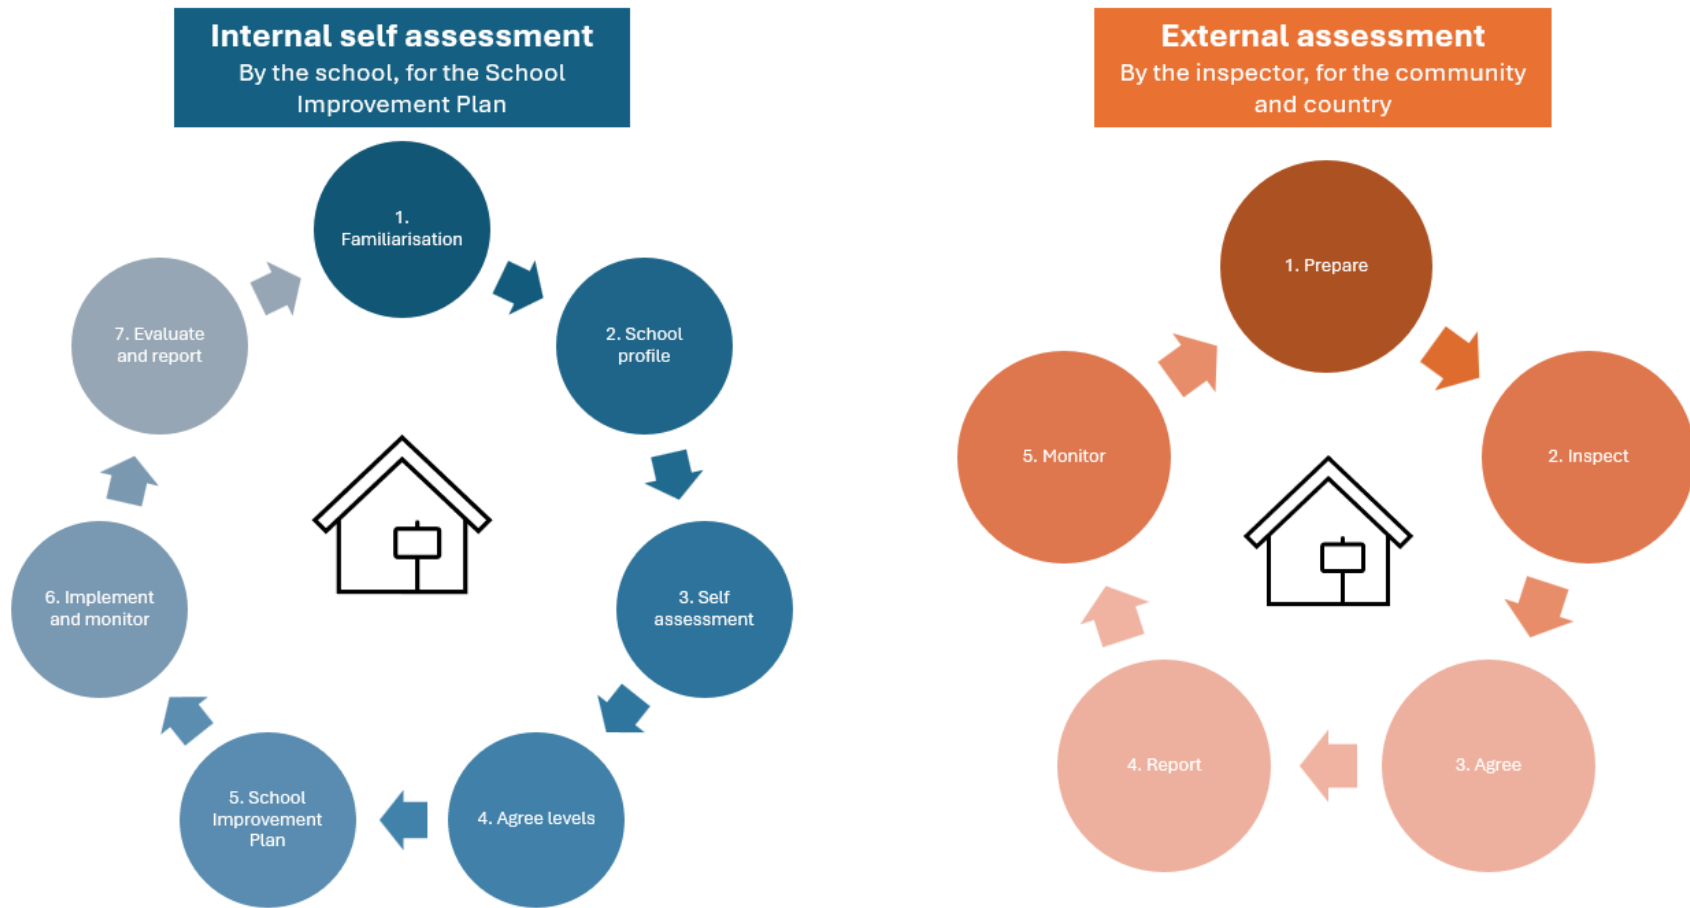 Internal self assessment
By the school, for the School
Improvement Plan
1.
Familiarisation
2. School
profile
3. Self
assessment
4. Agree levels
5. School
Improvement
Plan
6. Implement
and monitor
7. Evaluate
and report
External assessment
By the inspector, for the community
and country
1. Prepare
2. Inspect
3. Agree
4. Report
5. Monitor